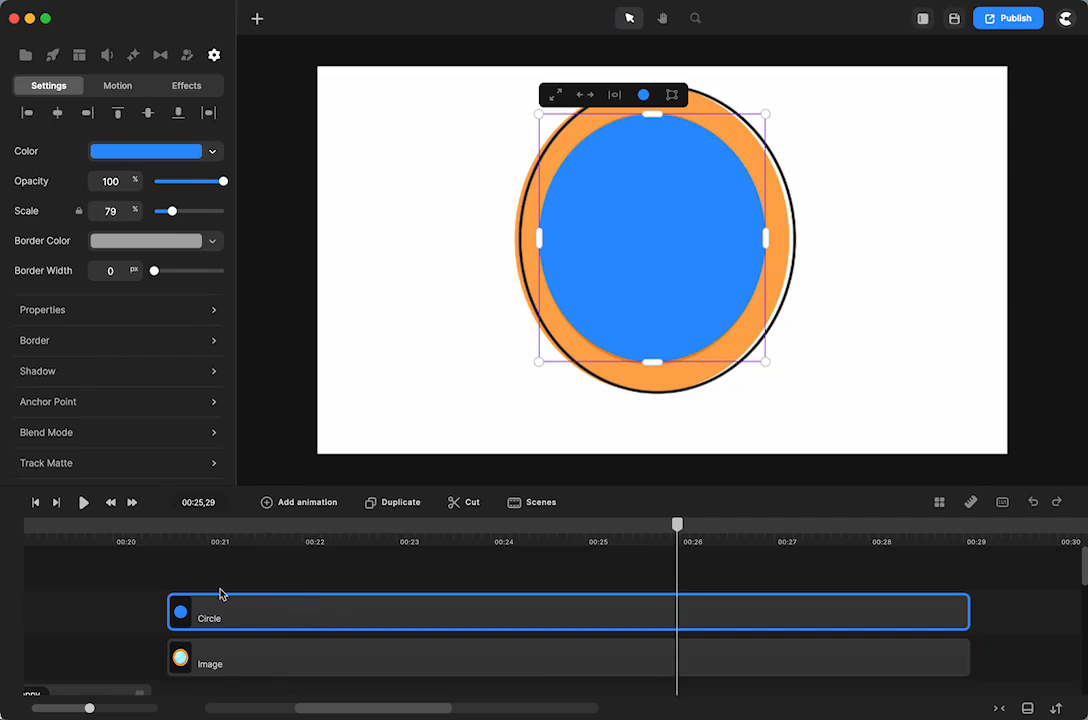 Publish
Settings
Motion
Effects
Color
Opacity
100 %
Scale
79 %
Border Color
Border Width
0 px
Properties
Border
Shadow
Anchor Point
Blend Mode
Track Matte
00:25,29
Add animation
Duplicate
Cut
Scenes
00:20
00:21
00:22
00:23
00:24
00:25
00:26
00:27
00:28
00:29
00:30
Circle
Image